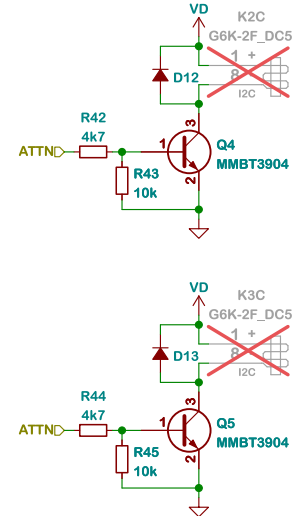 VD
K2C
G6K-2F_DC5
1 +
8 -
I2C
D12
3
R42
4k7
ATTN
1
Q4
MMBT3904
R43
10k
2
VD
K3C
G6K-2F_DC5
1 +
8 -
I2C
D13
3
R44
4k7
ATTN
1
Q5
MMBT3904
R45
10k
2